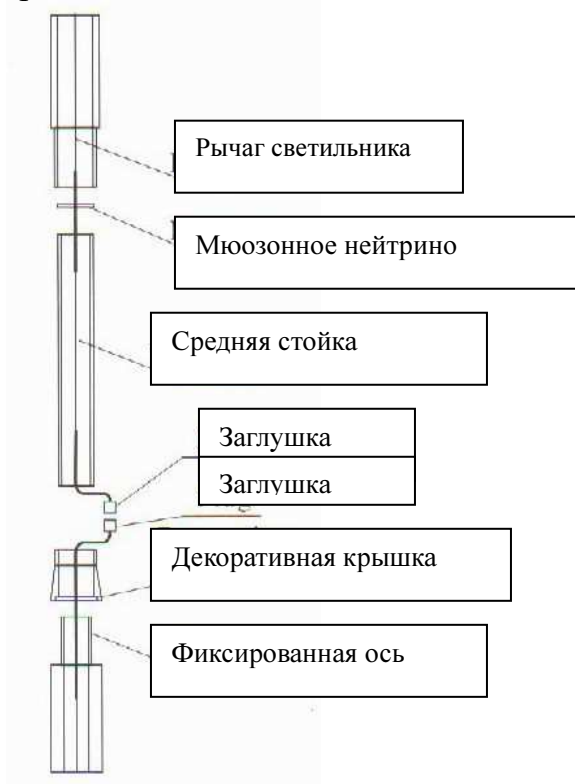 Рычаг светильника
Мюозонное нейтрино
Средняя стойка
Заглушка
Заглушка
Декоративная крышка
Фиксированная ось